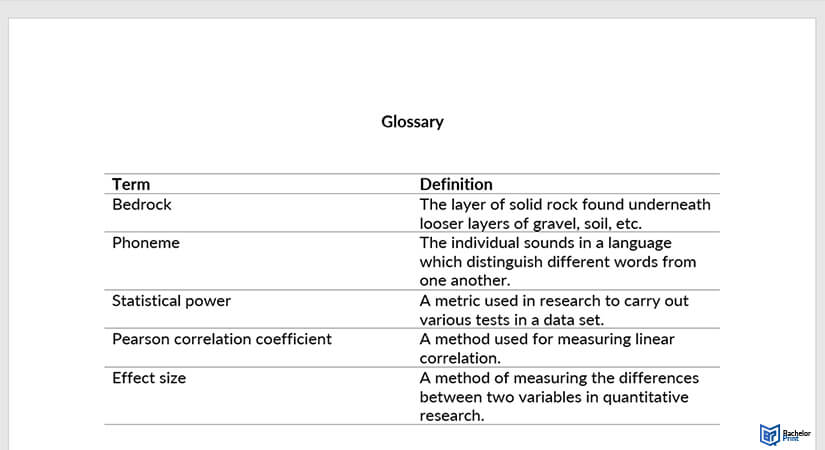 Glossary
Term Definition
Bedrock The layer of solid rock found underneath
looser layers of gravel, soil, etc.
Phoneme The individual sounds in a language
which distinguish different words from
one another.
Statistical power A metric used in research to carry out
various tests in a data set.
Pearson correlation coefficient A method used for measuring linear
correlation.
Effect size A method of measuring the differences
between two variables in quantitative
research.
BP Bachelor
Print